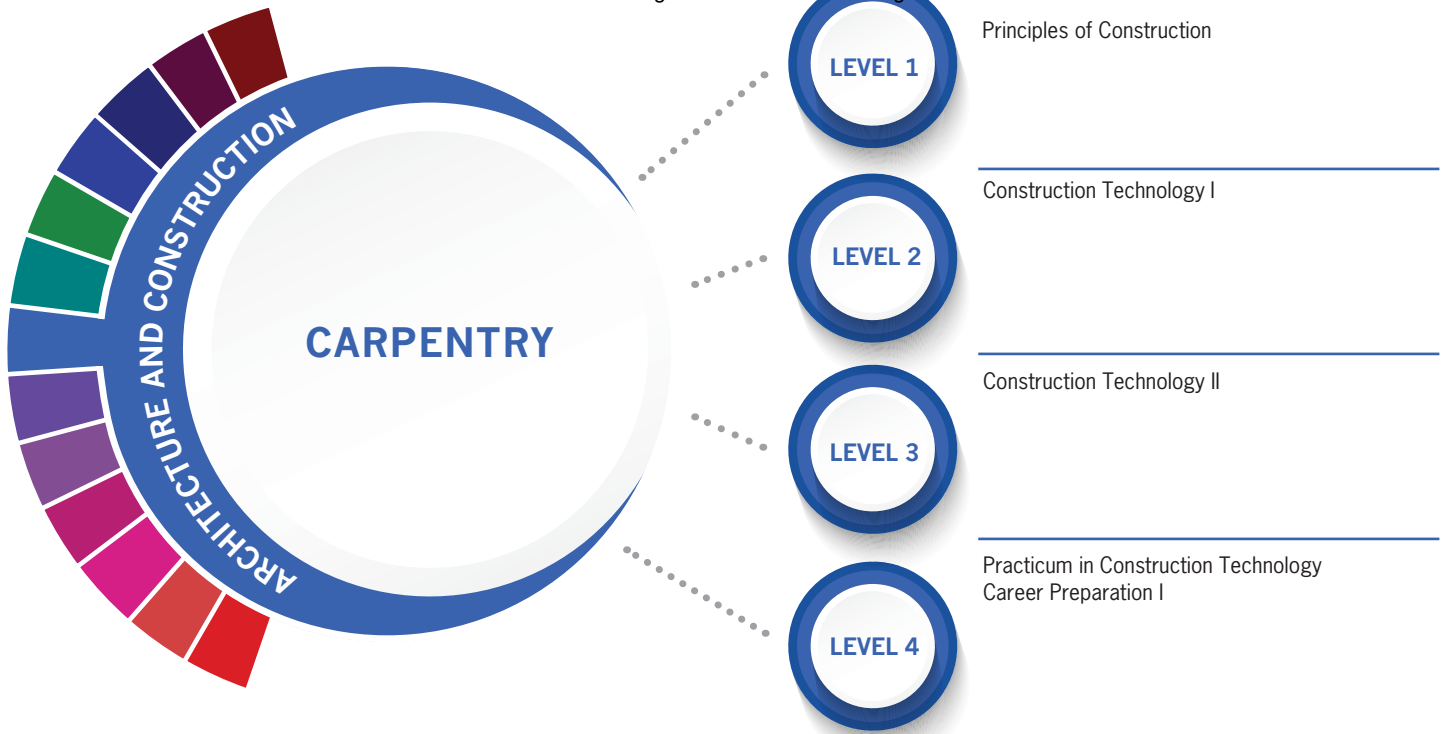 LEVEL 1
Principles of Construction
ARCHITECTURE AND CONSTRUCTION
CARPENTRY
LEVEL 2
Construction Technology I
LEVEL 3
Construction Technology II
LEVEL 4
Practicum in Construction Technology
Career Preparation I